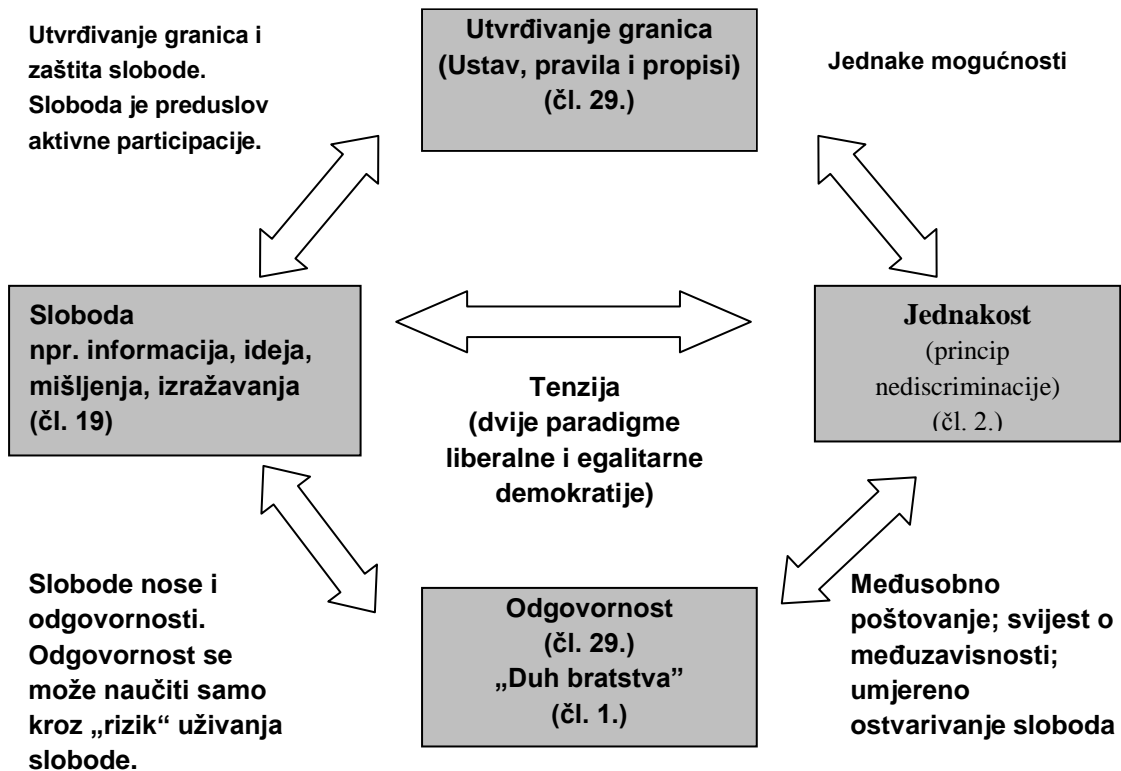 Utvrđivanje granica i
zaštita slobode.
Sloboda je preduslov
aktivne participacije.
Utvrđivanje granica
(Ustav, pravila i propisi)
(čl. 29.)
Jednake mogućnosti
Sloboda
npr. informacija, ideja,
mišljenja, izražavanja
(čl. 19)
Tenzija
(dvije paradigme
liberalne i egalitarne
demokratije)
Jednakost
(princip
nediscriminacije)
(čl. 2.)
Slobode nose i
odgovornosti.
Odgovornost se
može naučiti samo
kroz „rizik“ uživanja
slobode.
Odgovornost
(čl. 29.)
„Duh bratstva”
(čl. 1.)
Međusobno
poštovanje; svijest o
međuzavisnosti;
umjereno
ostvarivanje sloboda